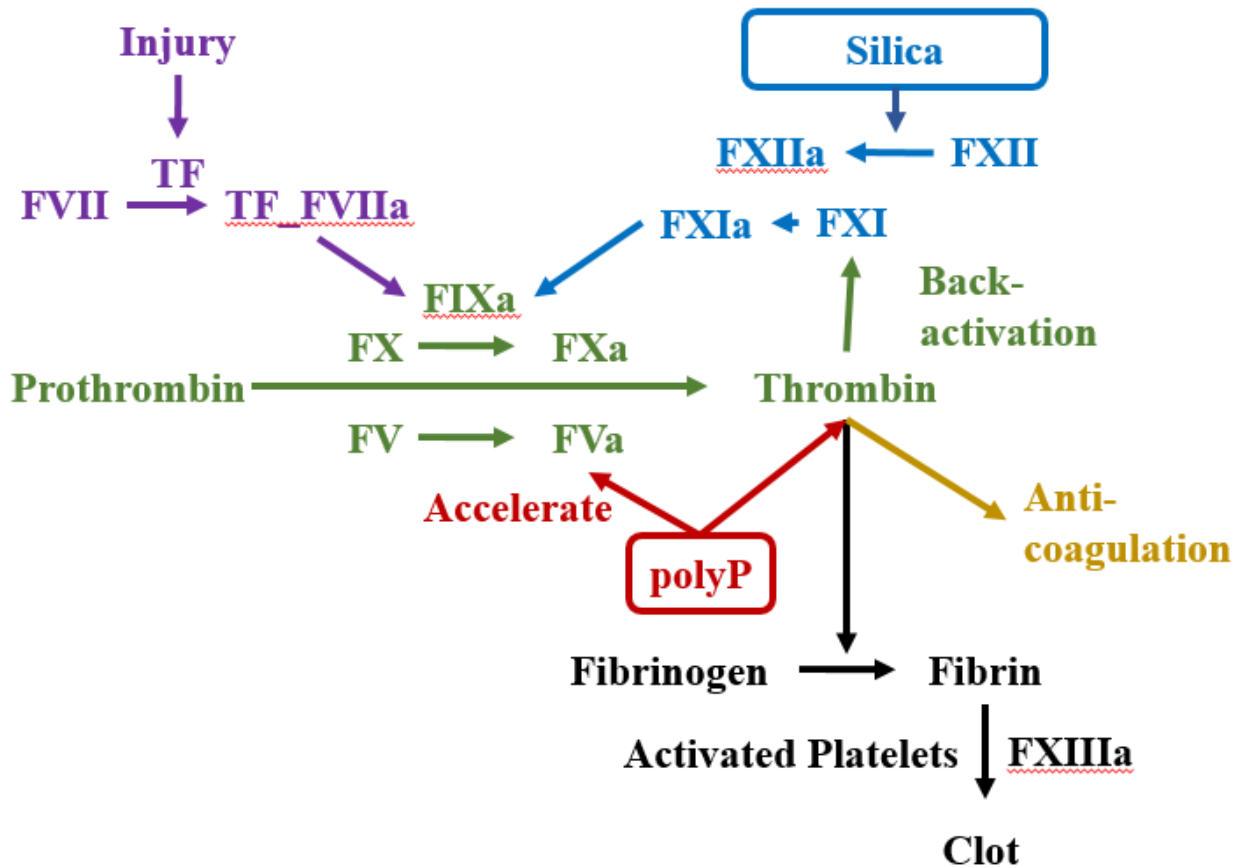 Injury
Silica
TF
FXIIa
FXII
FVII
TF_FVIIa
FXIa
FXI
FIXa
Back-
activation
FX
FXa
Prothrombin
Thrombin
FV
FVa
Accelerate
Anti-
coagulation
polyP
Fibrinogen
Fibrin
Activated Platelets
FXIIIa
Clot